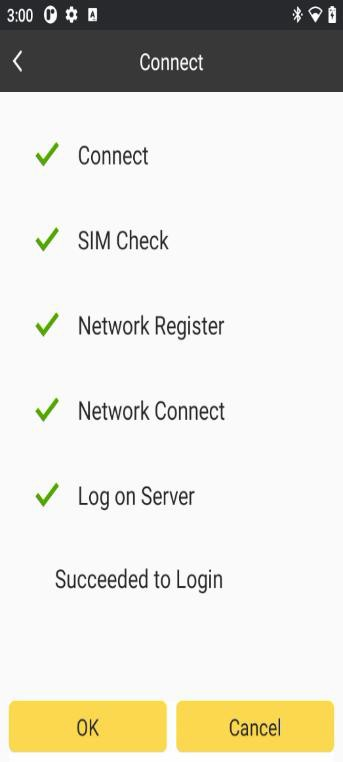 3:00
Connect
Connect
SIM Check
Network Register
Network Connect
Log on Server
Succeeded to Login
OK
Cancel